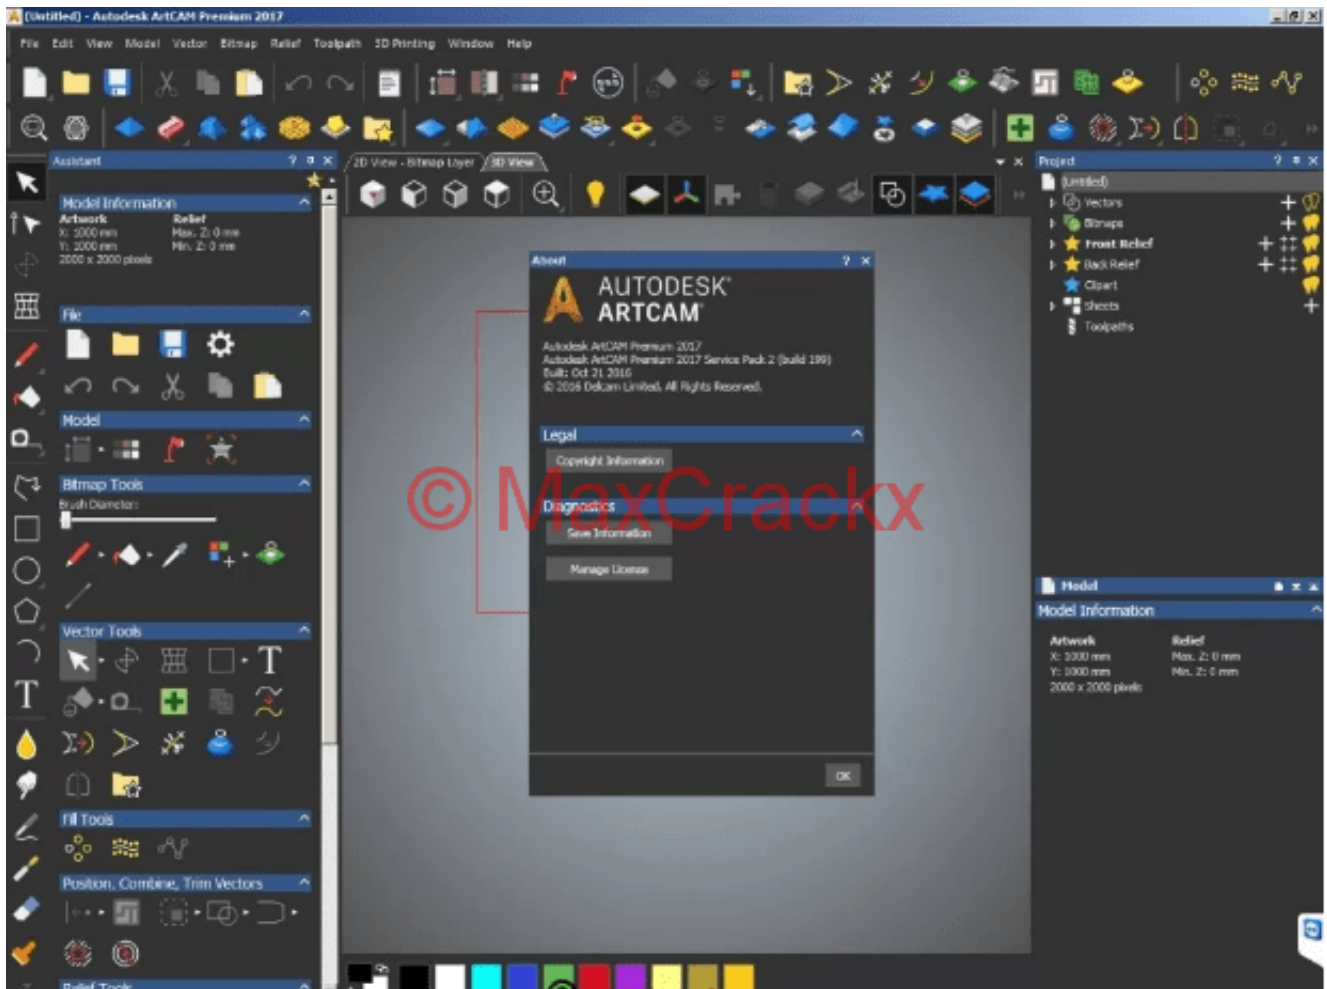 (Untitled) - Autodesk ArtCAM Premium 2017
File Edit View Model Vector Bitmap Relief Toolpath 3D Printing Window Help
Assistant
2D View - Bitmap Layer
3D View
Project
Model Information
Artwork Relief
X: 1000 mm Max. Z: 0 mm
Y: 1000 mm Min. Z: 0 mm
2000 x 2000 pixels
File
Model
Bitmap Tools
Brush Diameter:
Vector Tools
Fill Tools
Position, Combine, Trim Vectors
Relief Tools
About
AUTODESK®
ARTCAM®
Autodesk ArtCAM Premium 2017
Autodesk ArtCAM Premium 2017 Service Pack 2 (build 199)
Built: Oct 21 2016
© 2016 Delcam Limited, All Rights Reserved.
Legal
Copyright Information
© MaxCrackx
Diagnostics
Save Information
Manage License
OK
(Untitled)
Vectors
Bitmaps
Front Relief
Back Relief
Clipart
Sheets
Toolpaths
Model
Model Information
Artwork Relief
X: 1000 mm Max. Z: 0 mm
Y: 1000 mm Min. Z: 0 mm
2000 x 2000 pixels